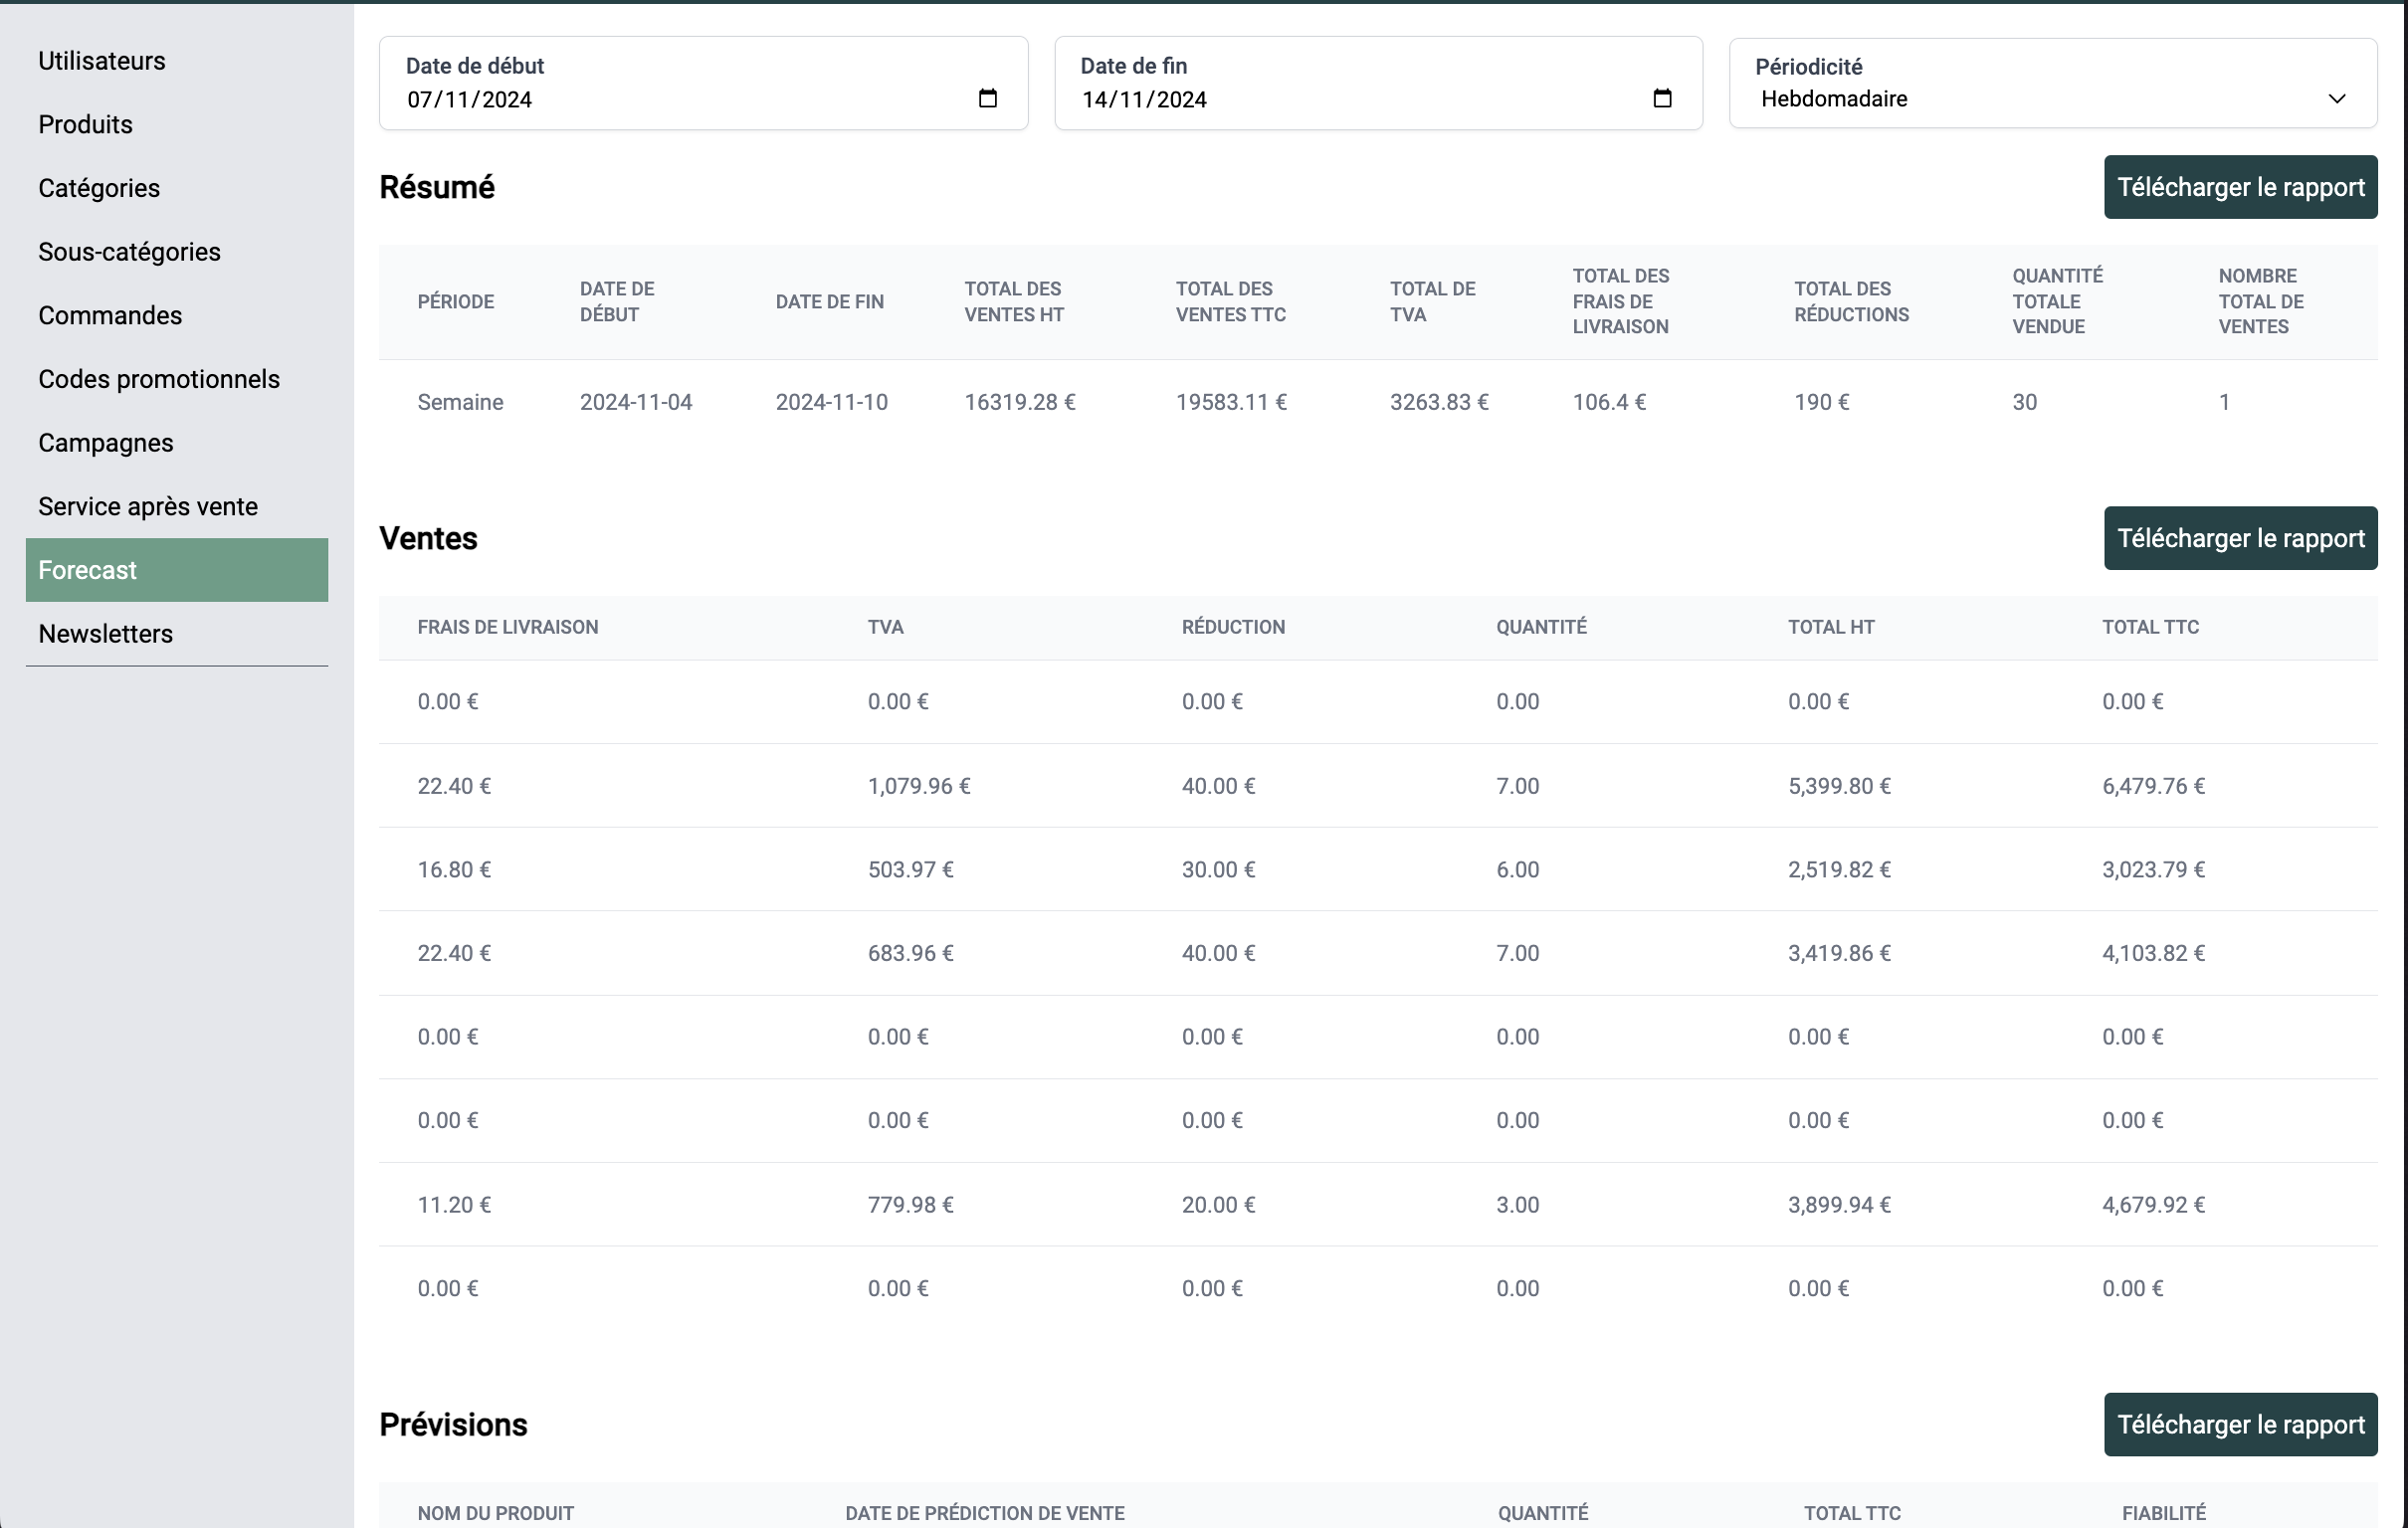 Utilisateurs
Produits
Catégories
Sous-catégories
Commandes
Codes promotionnels
Campagnes
Service après vente
Forecast
Newsletters
Date de début
07/11/2024
Date de fin
14/11/2024
Périodicité
Hebdomadaire
Résumé
Télécharger le rapport
PÉRIODE
DATE DE
DÉBUT
DATE DE FIN
TOTAL DES
VENTES HT
TOTAL DES
VENTES TTC
TOTAL DE
TVA
TOTAL DES
FRAIS DE
LIVRAISON
TOTAL DES
RÉDUCTIONS
QUANTITÉ
TOTALE
VENDUE
NOMBRE
TOTAL DE
VENTES
Semaine 2024-11-04 2024-11-10 16319.28 € 19583.11 € 3263.83 € 106.4 € 190 € 30 1
Ventes
Télécharger le rapport
FRAIS DE LIVRAISON TVA RÉDUCTION QUANTITÉ TOTAL HT TOTAL TTC
0.00 € 0.00 € 0.00 € 0.00 0.00 € 0.00 €
22.40 € 1,079.96 € 40.00 € 7.00 5,399.80 € 6,479.76 €
16.80 € 503.97 € 30.00 € 6.00 2,519.82 € 3,023.79 €
22.40 € 683.96 € 40.00 € 7.00 3,419.86 € 4,103.82 €
0.00 € 0.00 € 0.00 € 0.00 0.00 € 0.00 €
0.00 € 0.00 € 0.00 € 0.00 0.00 € 0.00 €
11.20 € 779.98 € 20.00 € 3.00 3,899.94 € 4,679.92 €
0.00 € 0.00 € 0.00 € 0.00 0.00 € 0.00 €
Prévisions
Télécharger le rapport
NOM DU PRODUIT DATE DE PRÉDICTION DE VENTE QUANTITÉ TOTAL TTC FIABILITÉ